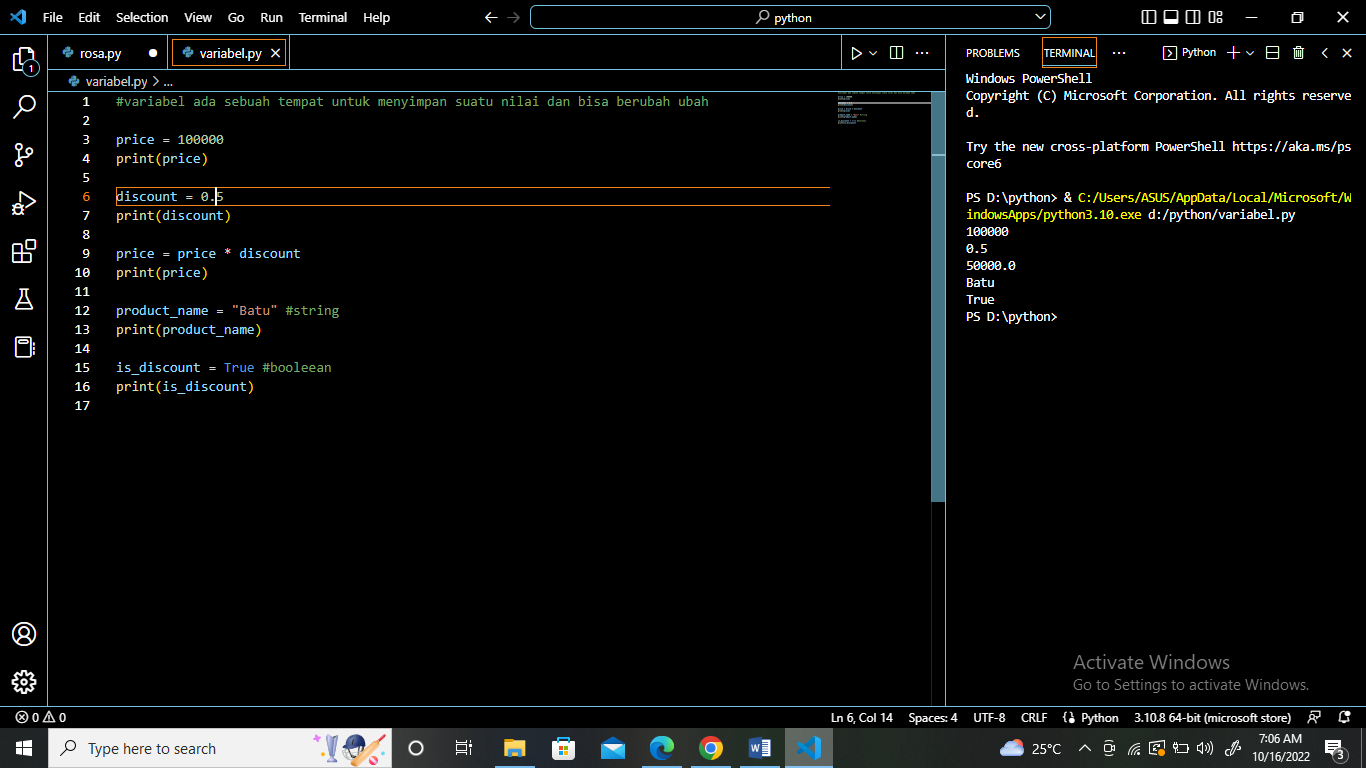 File Edit Selection View Go Run Terminal Help
python
rosa.py
variabel.py
variabel.py > ...
1 #variabel ada sebuah tempat untuk menyimpan suatu nilai dan bisa berubah ubah
2
3 price = 100000
4 print(price)
5
6 discount = 0.5
7 print(discount)
8
9 price = price * discount
10 print(price)
11
12 product_name = "Batu" #string
13 print(product_name)
14
15 is_discount = True #booleean
16 print(is_discount)
17
PROBLEMS TERMINAL ... Python
Windows PowerShell
Copyright (C) Microsoft Corporation. All rights reserve
d.
Try the new cross-platform PowerShell https://aka.ms/ps
core6
PS D:\python> & C:/Users/ASUS/AppData/Local/Microsoft/W
indowsApps/python3.10.exe d:/python/variabel.py
100000
0.5
50000.0
Batu
True
PS D:\python>
1
Activate Windows
Go to Settings to activate Windows.
0 0 Ln 6, Col 14 Spaces: 4 UTF-8 CRLF Python 3.10.8 64-bit (microsoft store)
Type here to search
25°C
7:06 AM
10/16/2022
3